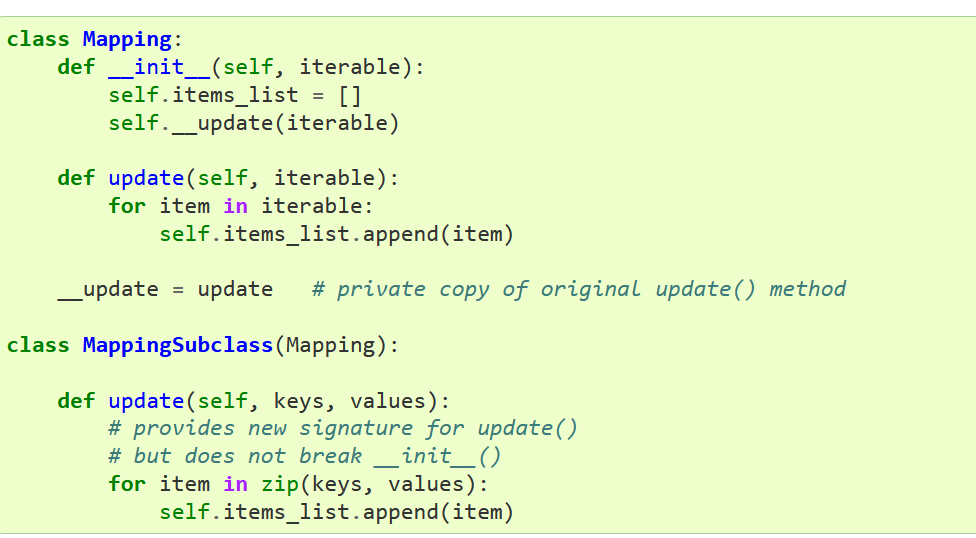 class Mapping:
    def __init__(self, iterable):
        self.items_list = []
        self.__update(iterable)

    def update(self, iterable):
        for item in iterable:
            self.items_list.append(item)

    __update = update   # private copy of original update() method

class MappingSubclass(Mapping):

    def update(self, keys, values):
        # provides new signature for update()
        # but does not break __init__()
        for item in zip(keys, values):
            self.items_list.append(item)